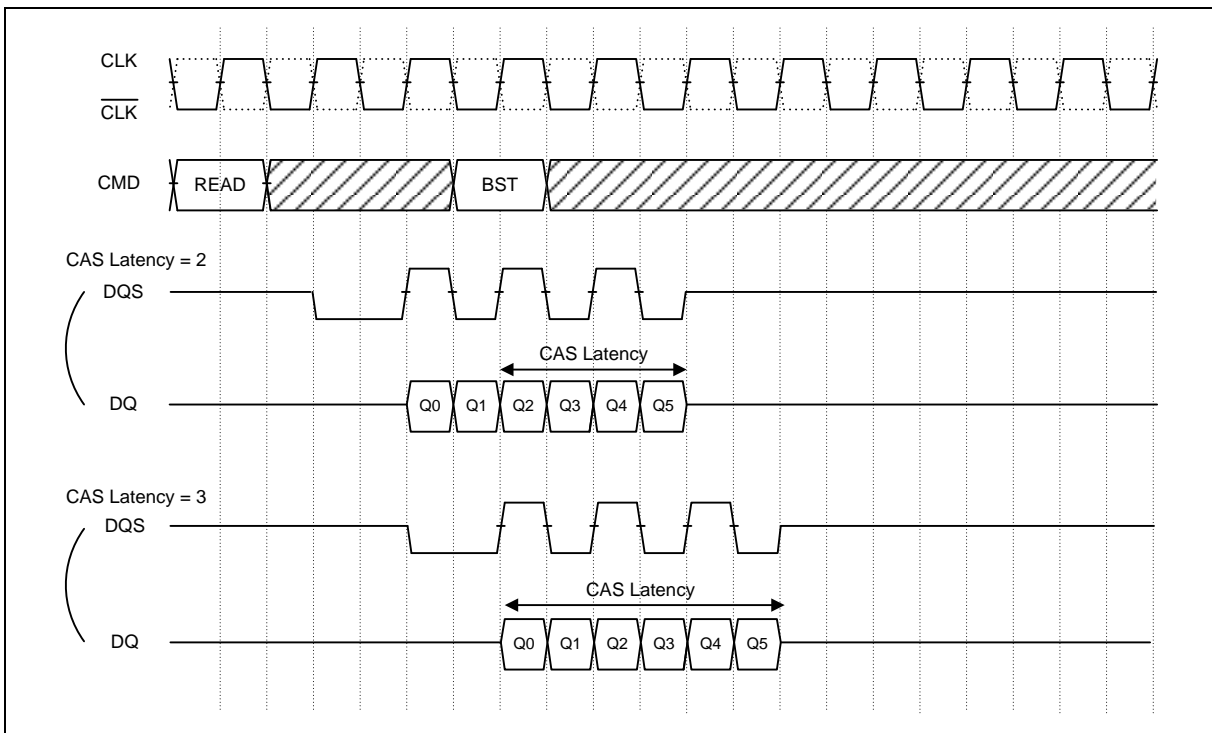 CLK
CLK
CMD READ BST
CAS Latency = 2
DQS
CAS Latency
DQ Q0 Q1 Q2 Q3 Q4 Q5
CAS Latency = 3
DQS
CAS Latency
DQ Q0 Q1 Q2 Q3 Q4 Q5